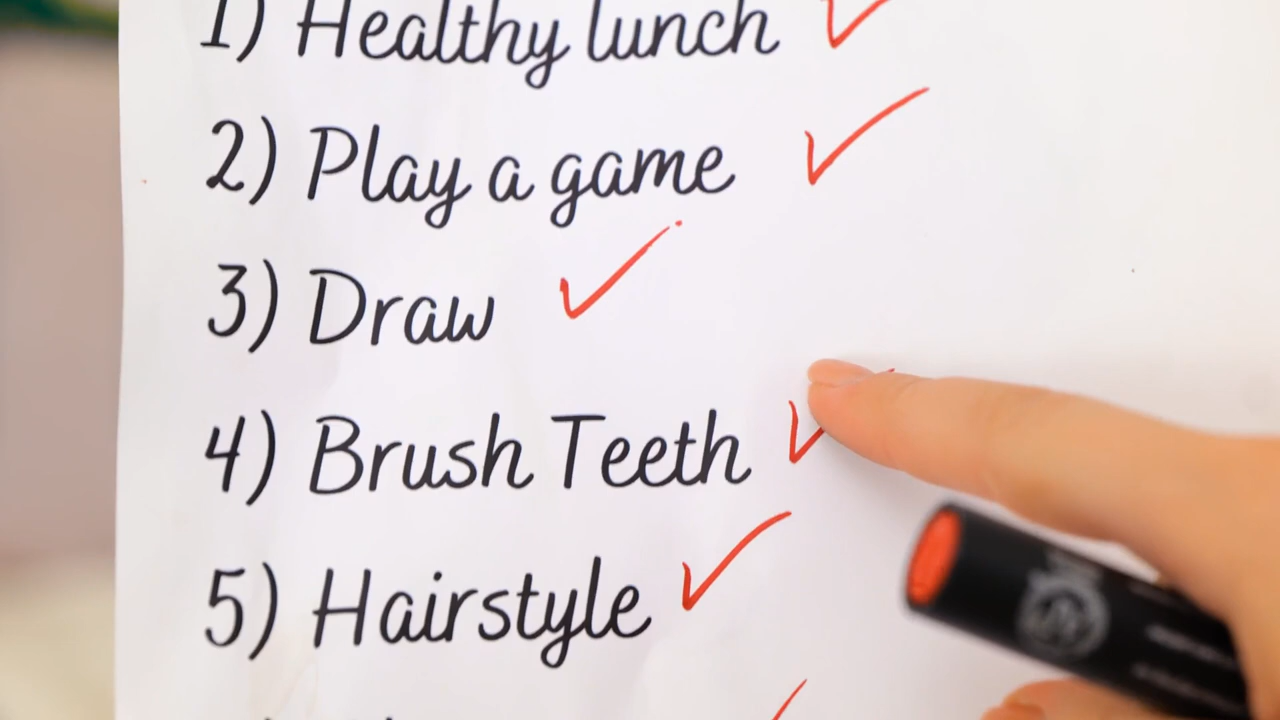 1) Healthy lunch
2) Play a game
3) Draw
4) Brush Teeth
5) Hairstyle